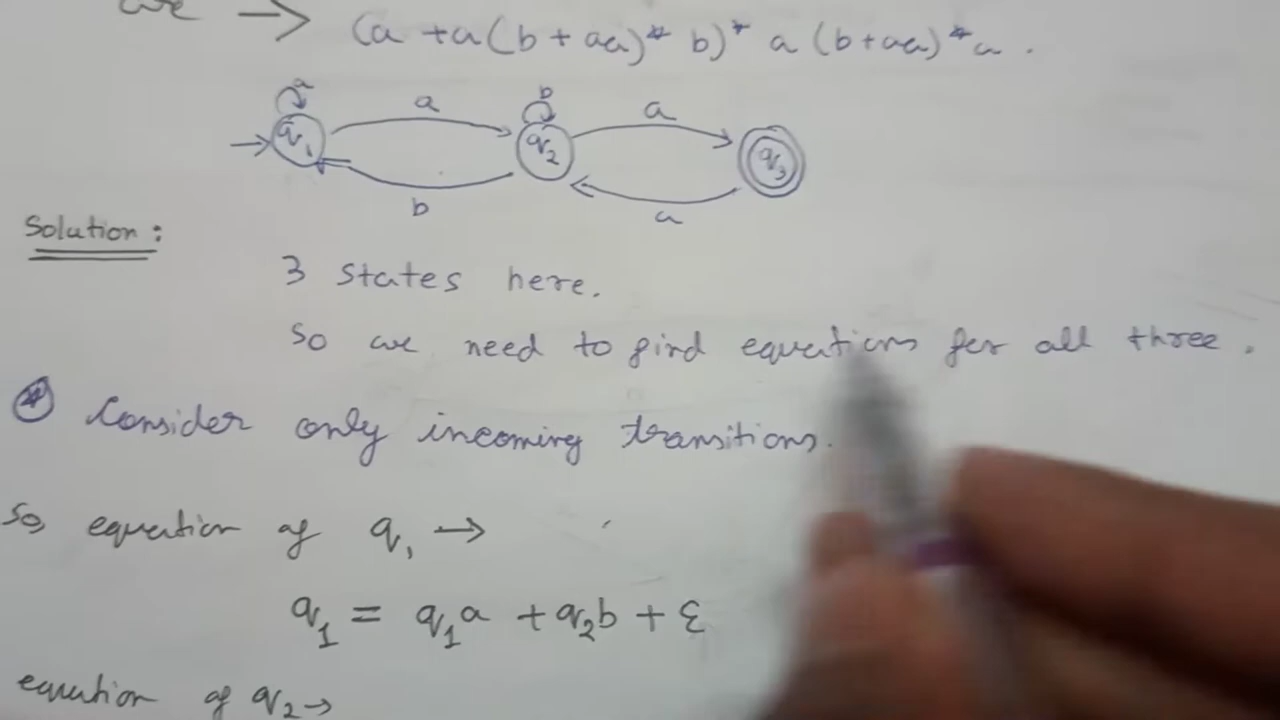 are → (a + a(b + aa)* b)* a (b+aa)* a .
a b
a a
→ q1 q2 q3
b a
Solution :
3 states here.
So we need to find equations for all three .
* Consider only incoming transitions.
So, equation of q1 →
q1 = q1a + q2b + ε
equation of q2 →